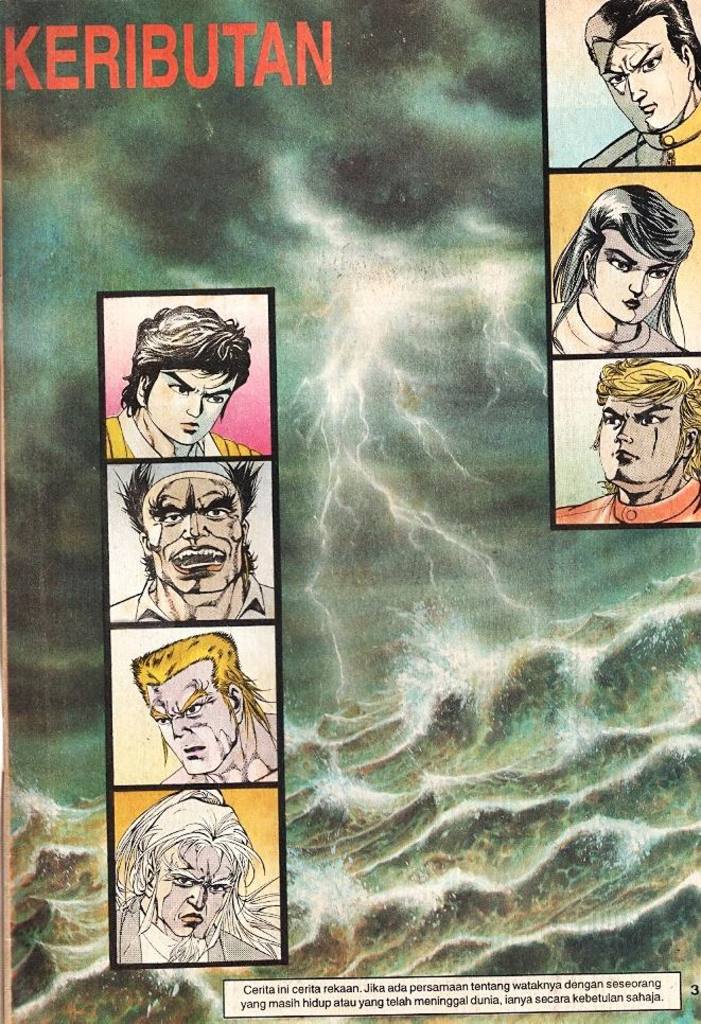 KERIBUTAN
Cerita ini cerita rekaan. Jika ada persamaan tentang wataknya dengan seseorang
yang masih hidup atau yang telah meninggal dunia, ianya secara kebetulan sahaja.
3